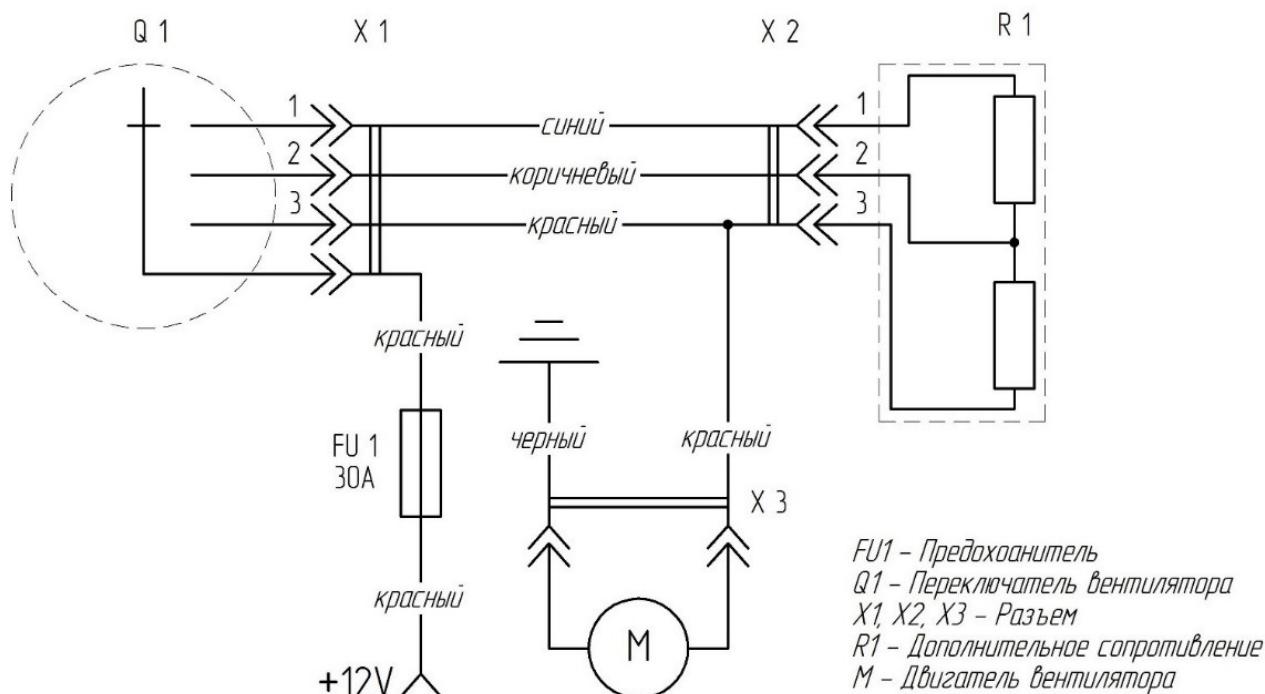 Q 1 X 1 X 2 R 1
1 1
синий
2 2
коричневый
3 3
красный
красный
черный красный
FU 1
30А
X 3
красный
+12V
M
FU1 – Предохоанитель
Q1 – Переключатель вентилятора
X1, X2, X3 – Разъем
R1 – Дополнительное сопротивление
M – Двигатель вентилятора